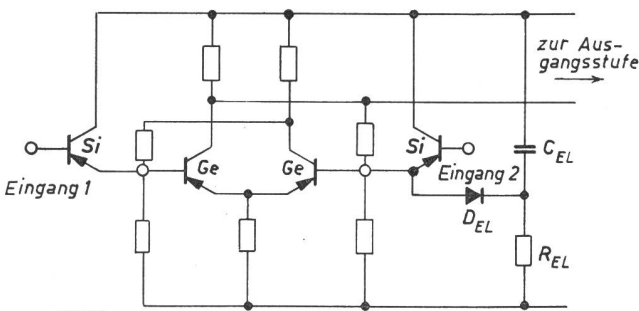 zur Aus-
gangsstufe
Si
Ge
Ge
Si
Eingang 1
Eingang 2
C_EL
D_EL
R_EL